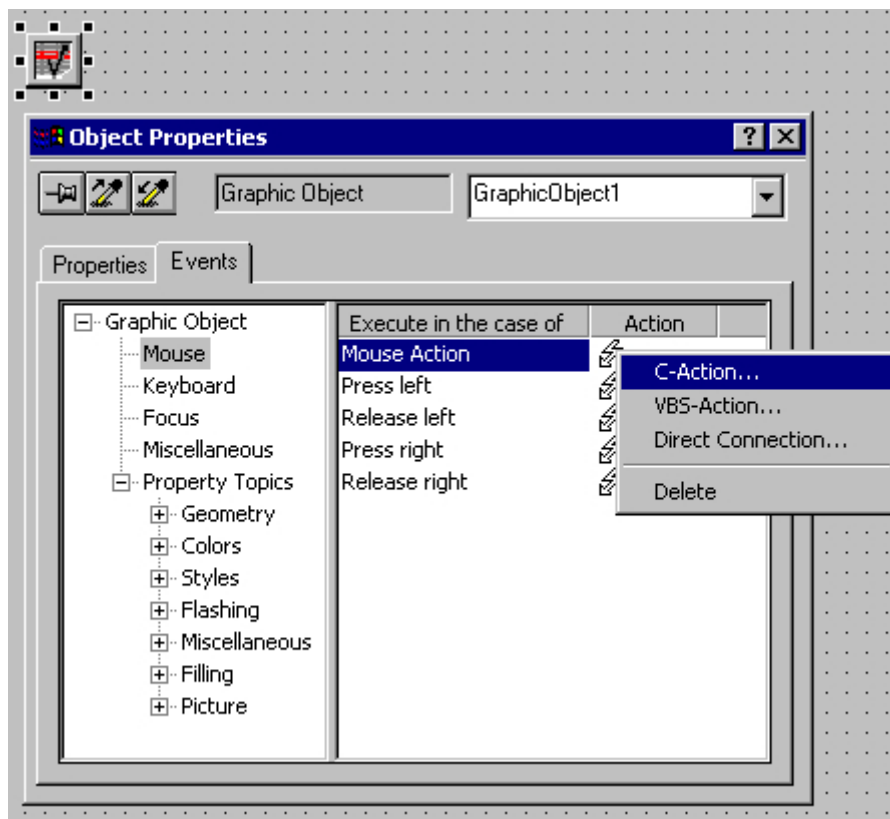 Object Properties
Graphic Object GraphicObject1
Properties Events
Graphic Object Execute in the case of Action
Mouse Mouse Action C-Action...
Keyboard Press left VBS-Action...
Focus Release left Direct Connection...
Miscellaneous Press right
Property Topics Release right Delete
Geometry
Colors
Styles
Flashing
Miscellaneous
Filling
Picture